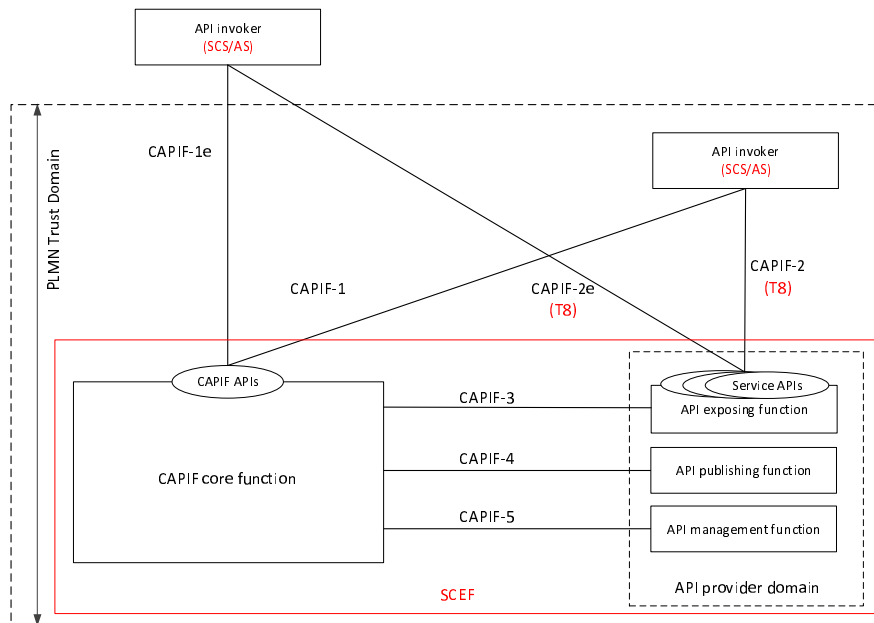 API invoker
(SCS/AS)
CAPIF-1e
API invoker
(SCS/AS)
PLMN Trust Domain
CAPIF-1
CAPIF-2e
(T8)
CAPIF-2
(T8)
CAPIF APIs
Service APIs
CAPIF-3
API exposing function
CAPIF core function
CAPIF-4
API publishing function
CAPIF-5
API management function
SCEF
API provider domain